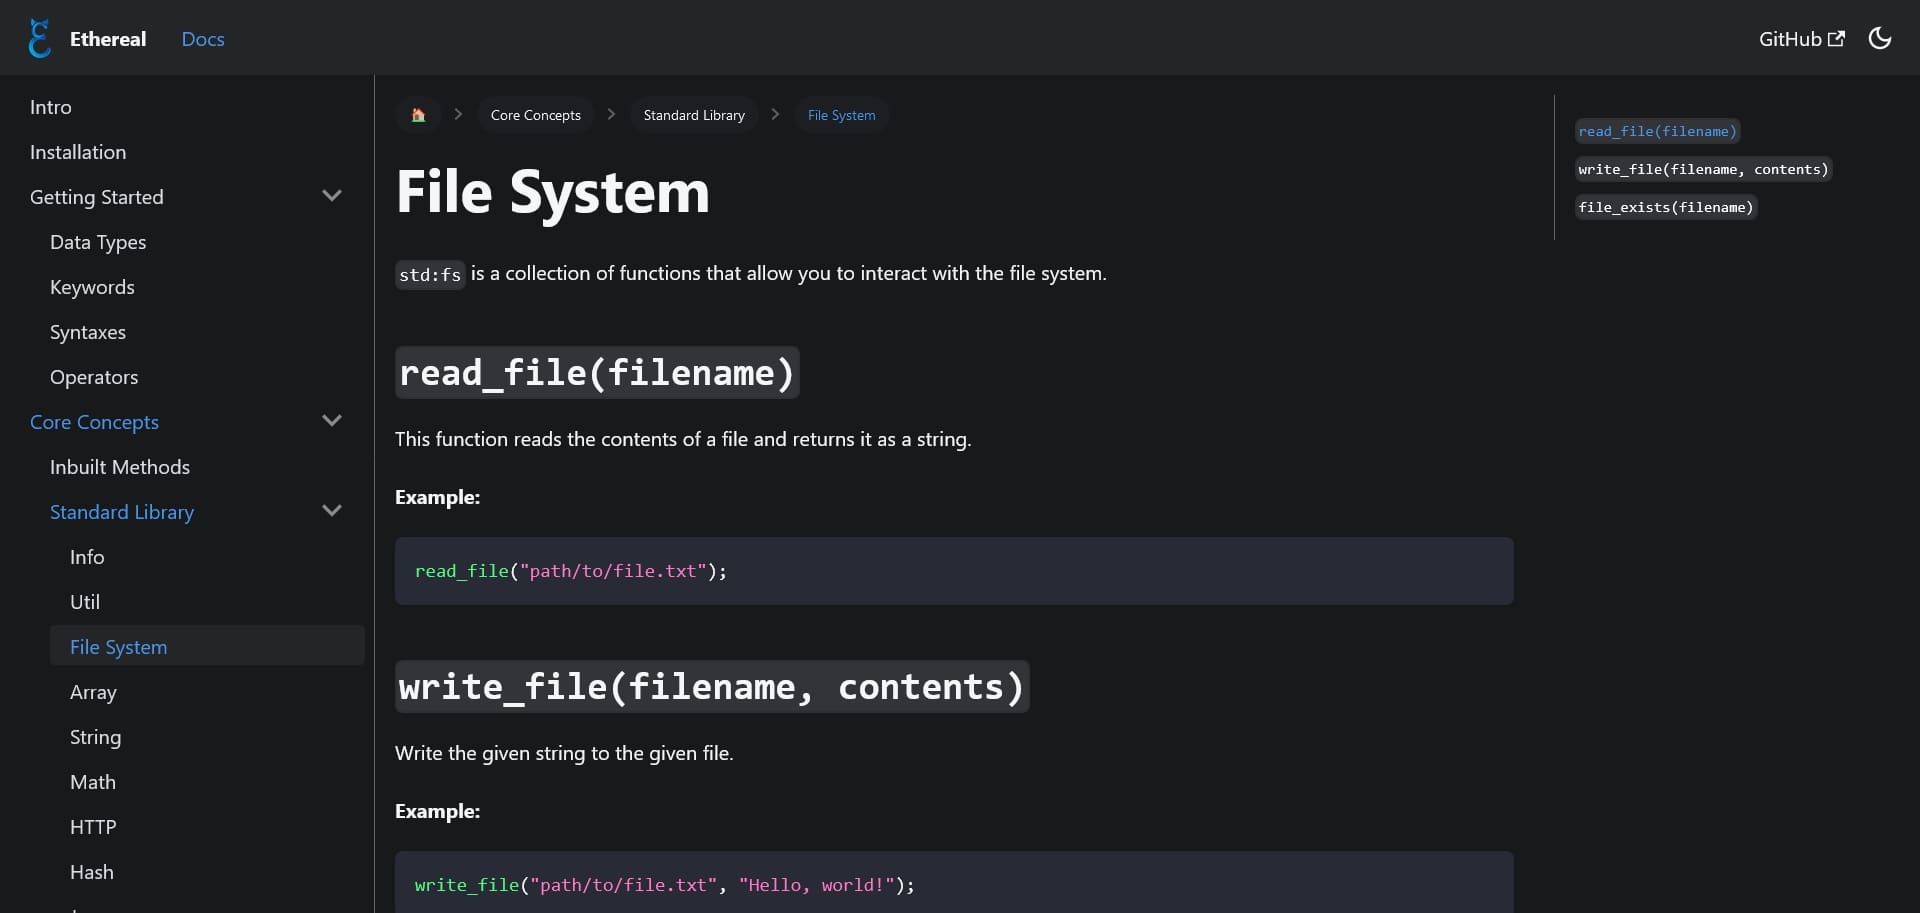 Ethereal Docs GitHub
Intro
Installation
Getting Started
Data Types
Keywords
Syntaxes
Operators
Core Concepts
Inbuilt Methods
Standard Library
Info
Util
File System
Array
String
Math
HTTP
Hash
Core Concepts Standard Library File System
File System
std:fs is a collection of functions that allow you to interact with the file system.
read_file(filename)
This function reads the contents of a file and returns it as a string.
Example:
read_file("path/to/file.txt");
write_file(filename, contents)
Write the given string to the given file.
Example:
write_file("path/to/file.txt", "Hello, world!");
read_file(filename)
write_file(filename, contents)
file_exists(filename)